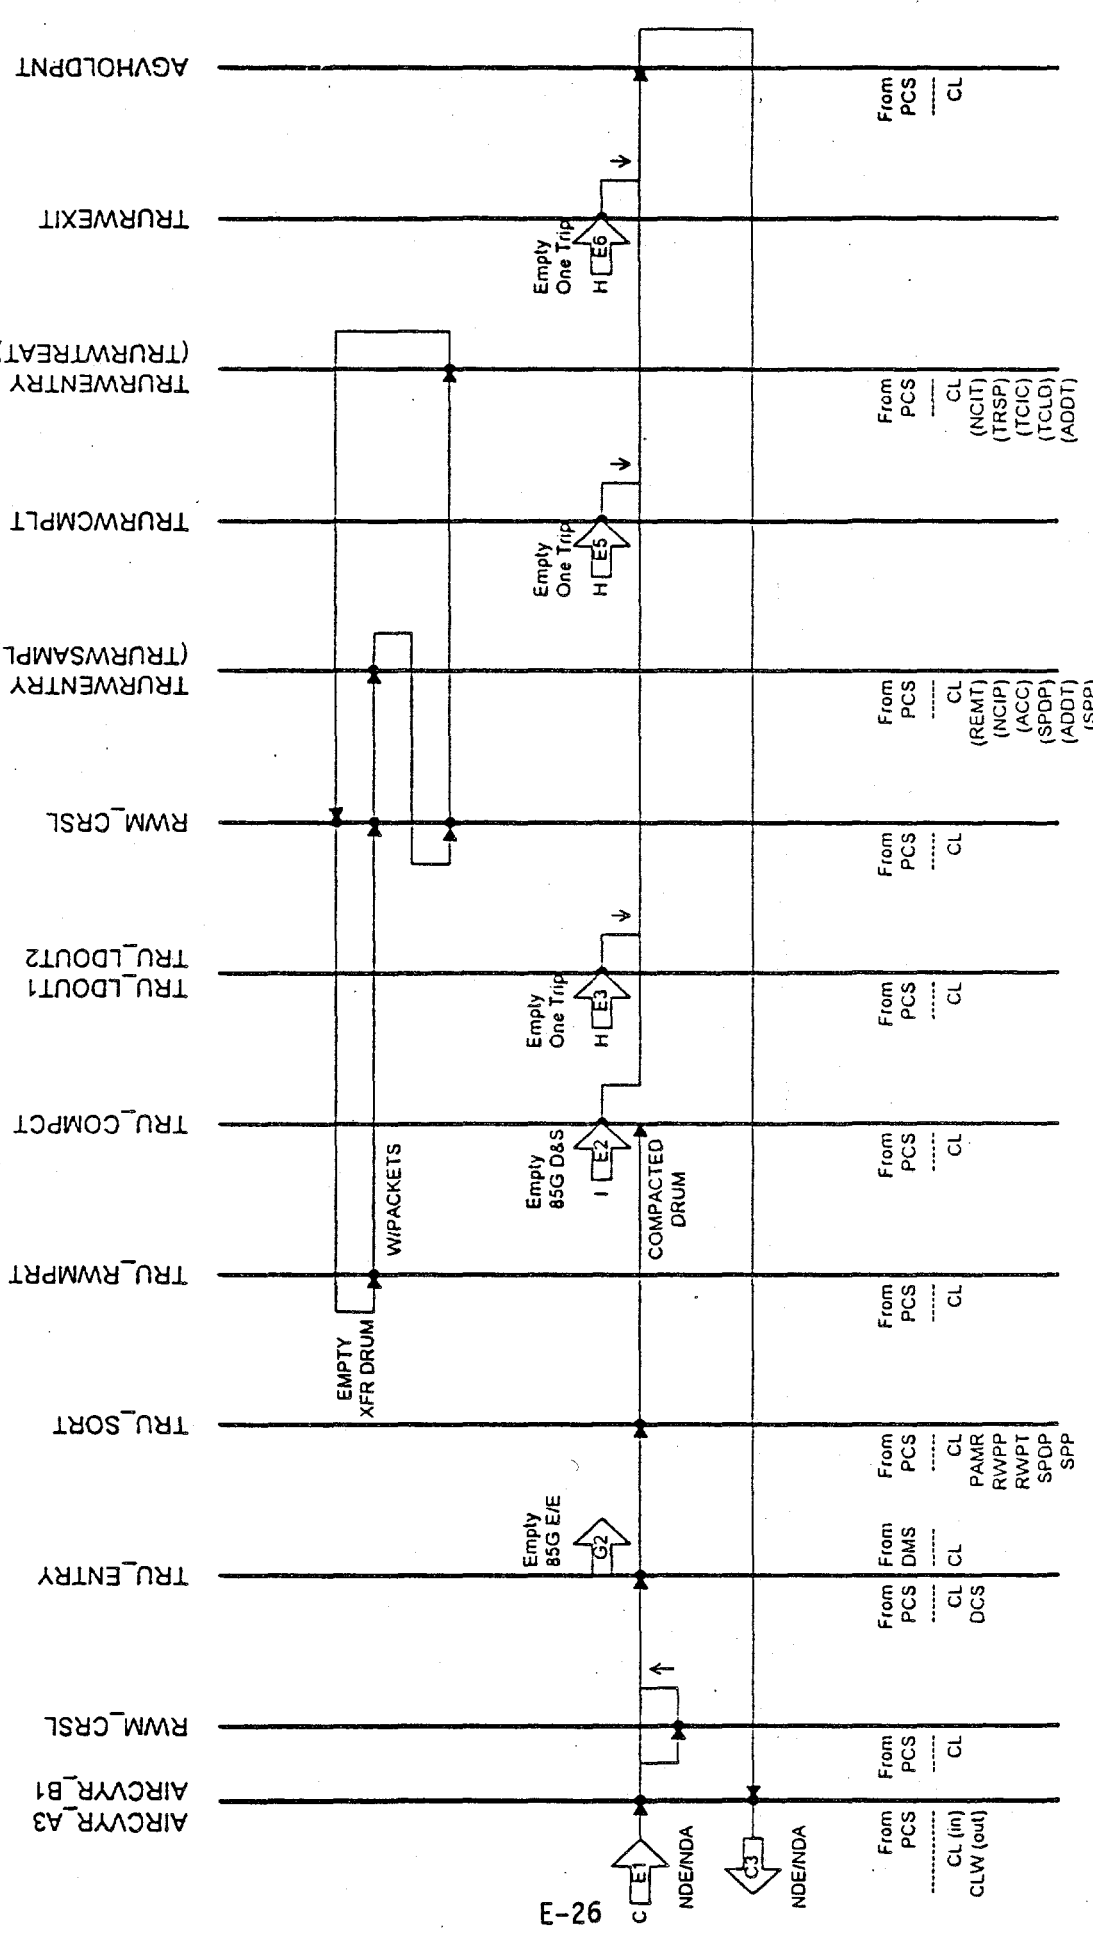 AIRCVYR_A3
AIRCVYR_B1
RWM_CRSL
TRU_ENTRY
TRU_SORT
TRU_RWMPRT
TRU_COMPCT
TRU_LDOUT1
TRU_LDOUT2
RWM_CRSL
TRURWENTRY
(TRURWSAMPL
TRURWCMPLT
TRURWENTRY
(TRURWTREAT)
TRURWEXIT
AGVHOLDPNT
EMPTY
XFR DRUM
W/PACKETS
Empty
85G E/E
G2
Empty
85G D&S
I E2
Empty
One Trip
H E3
Empty
One Trip
H E5
Empty
One Trip
H E6
COMPACTED
DRUM
C E1
NDE/NDA
C3
NDE/NDA
From
PCS
CL (in)
CLW (out)
From
PCS
CL
From
PCS
CL
DCS
From
DMS
CL
From
PCS
CL
PAMR
RWPP
RWPT
SPDP
SPP
From
PCS
CL
From
PCS
CL
From
PCS
CL
From
PCS
CL
From
PCS
CL
(REMT)
(NCIP)
(ACC)
(SPDP)
(ADDT)
(SPP)
From
PCS
CL
(NCIT)
(TRSP)
(TCIC)
(TCLD)
(ADDT)
From
PCS
CL
E-26